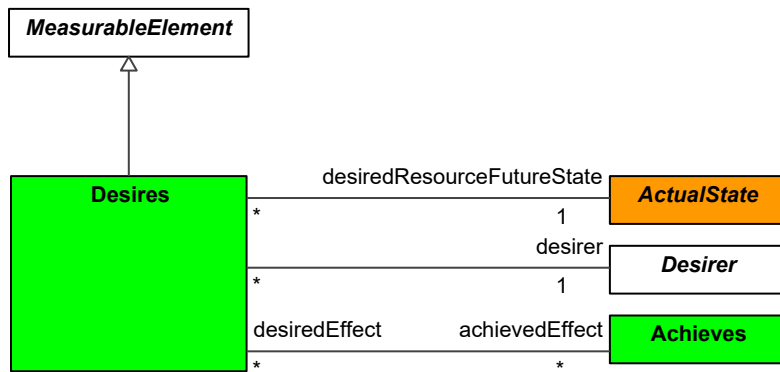 MeasurableElement
Desires
desiredResourceFutureState
* 1
ActualState
desirer
* 1
Desirer
desiredEffect achievedEffect
* *
Achieves